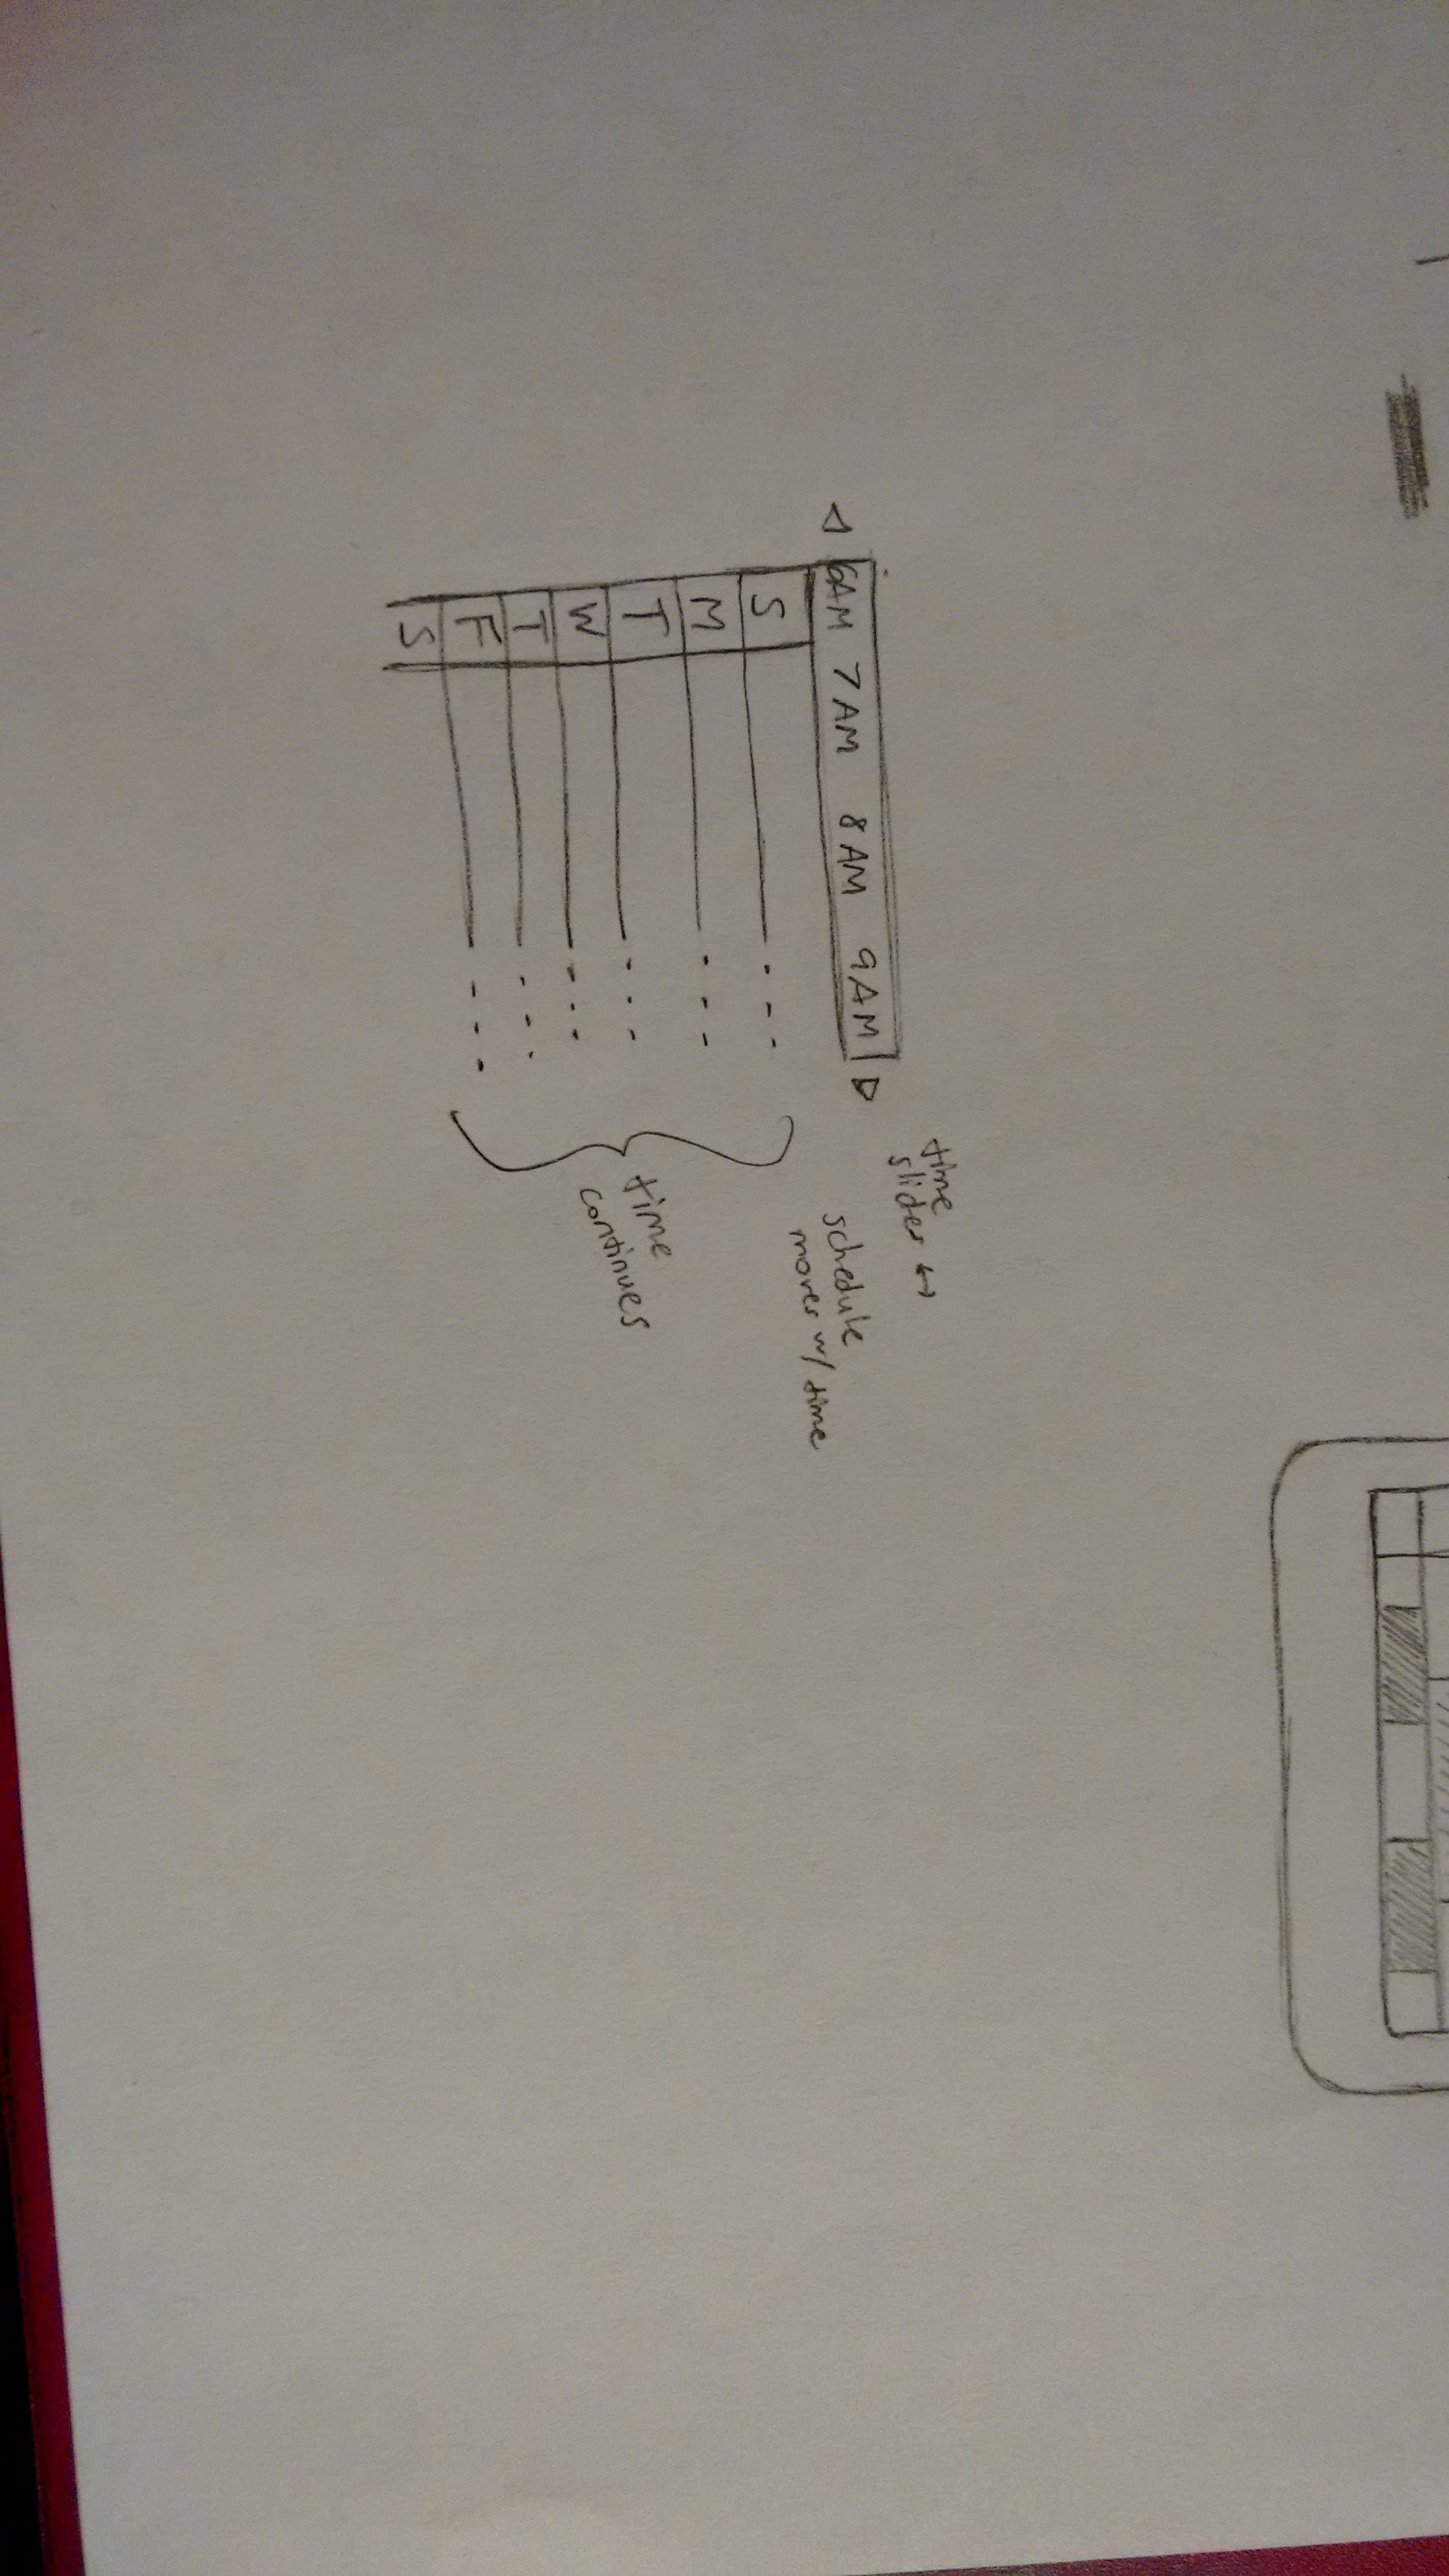 6AM 7AM 8AM 9AM
time
slider ↔
schedule
moves w/ time
S
M
T
W
T
F
S
time
continues